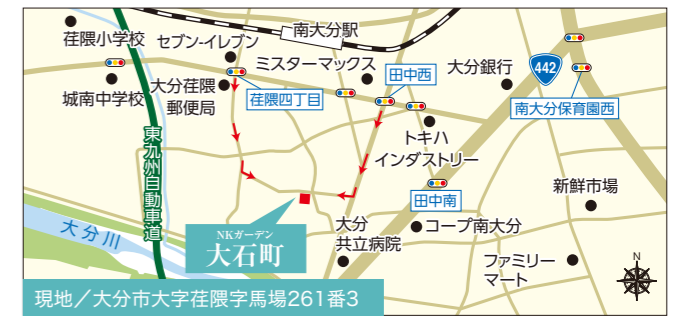 南大分駅
荏隈小学校
セブン-イレブン
ミスターマックス
田中西
大分銀行
442
城南中学校
大分荏隈
郵便局
荏隈四丁目
南大分保育園西
トキハ
インダストリー
東九州自動車道
田中南
新鮮市場
大分川
NKガーデン
大石町
大分
共立病院
コープ南大分
ファミリー
マート
N
現地／大分市大字荏隈字馬場261番3